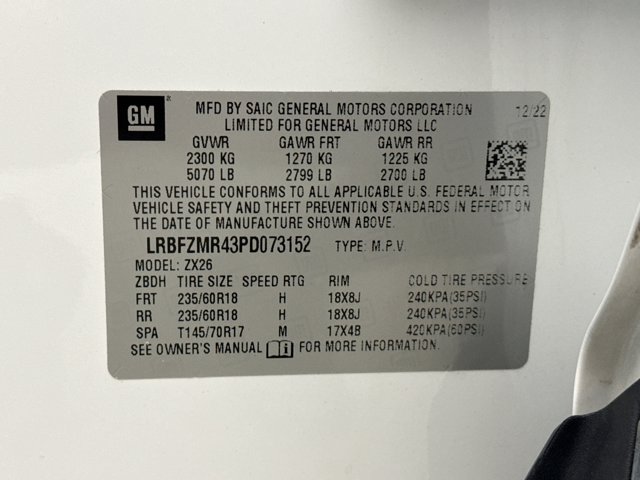 GM
MFD BY SAIC GENERAL MOTORS CORPORATION 12/22
LIMITED FOR GENERAL MOTORS LLC
GVWR GAWR FRT GAWR RR
2300 KG 1270 KG 1225 KG
5070 LB 2799 LB 2700 LB
THIS VEHICLE CONFORMS TO ALL APPLICABLE U.S. FEDERAL MOTOR
VEHICLE SAFETY AND THEFT PREVENTION STANDARDS IN EFFECT ON
THE DATE OF MANUFACTURE SHOWN ABOVE.
LRBFZMR43PD073152 TYPE: M.P.V.
MODEL: ZX26
ZBDH TIRE SIZE SPEED RTG RIM COLD TIRE PRESSURE
FRT 235/60R18 H 18X8J 240KPA(35PSI)
RR 235/60R18 H 18X8J 240KPA(35PSI)
SPA T145/70R17 M 17X4B 420KPA(60PSI)
SEE OWNER'S MANUAL i FOR MORE INFORMATION.